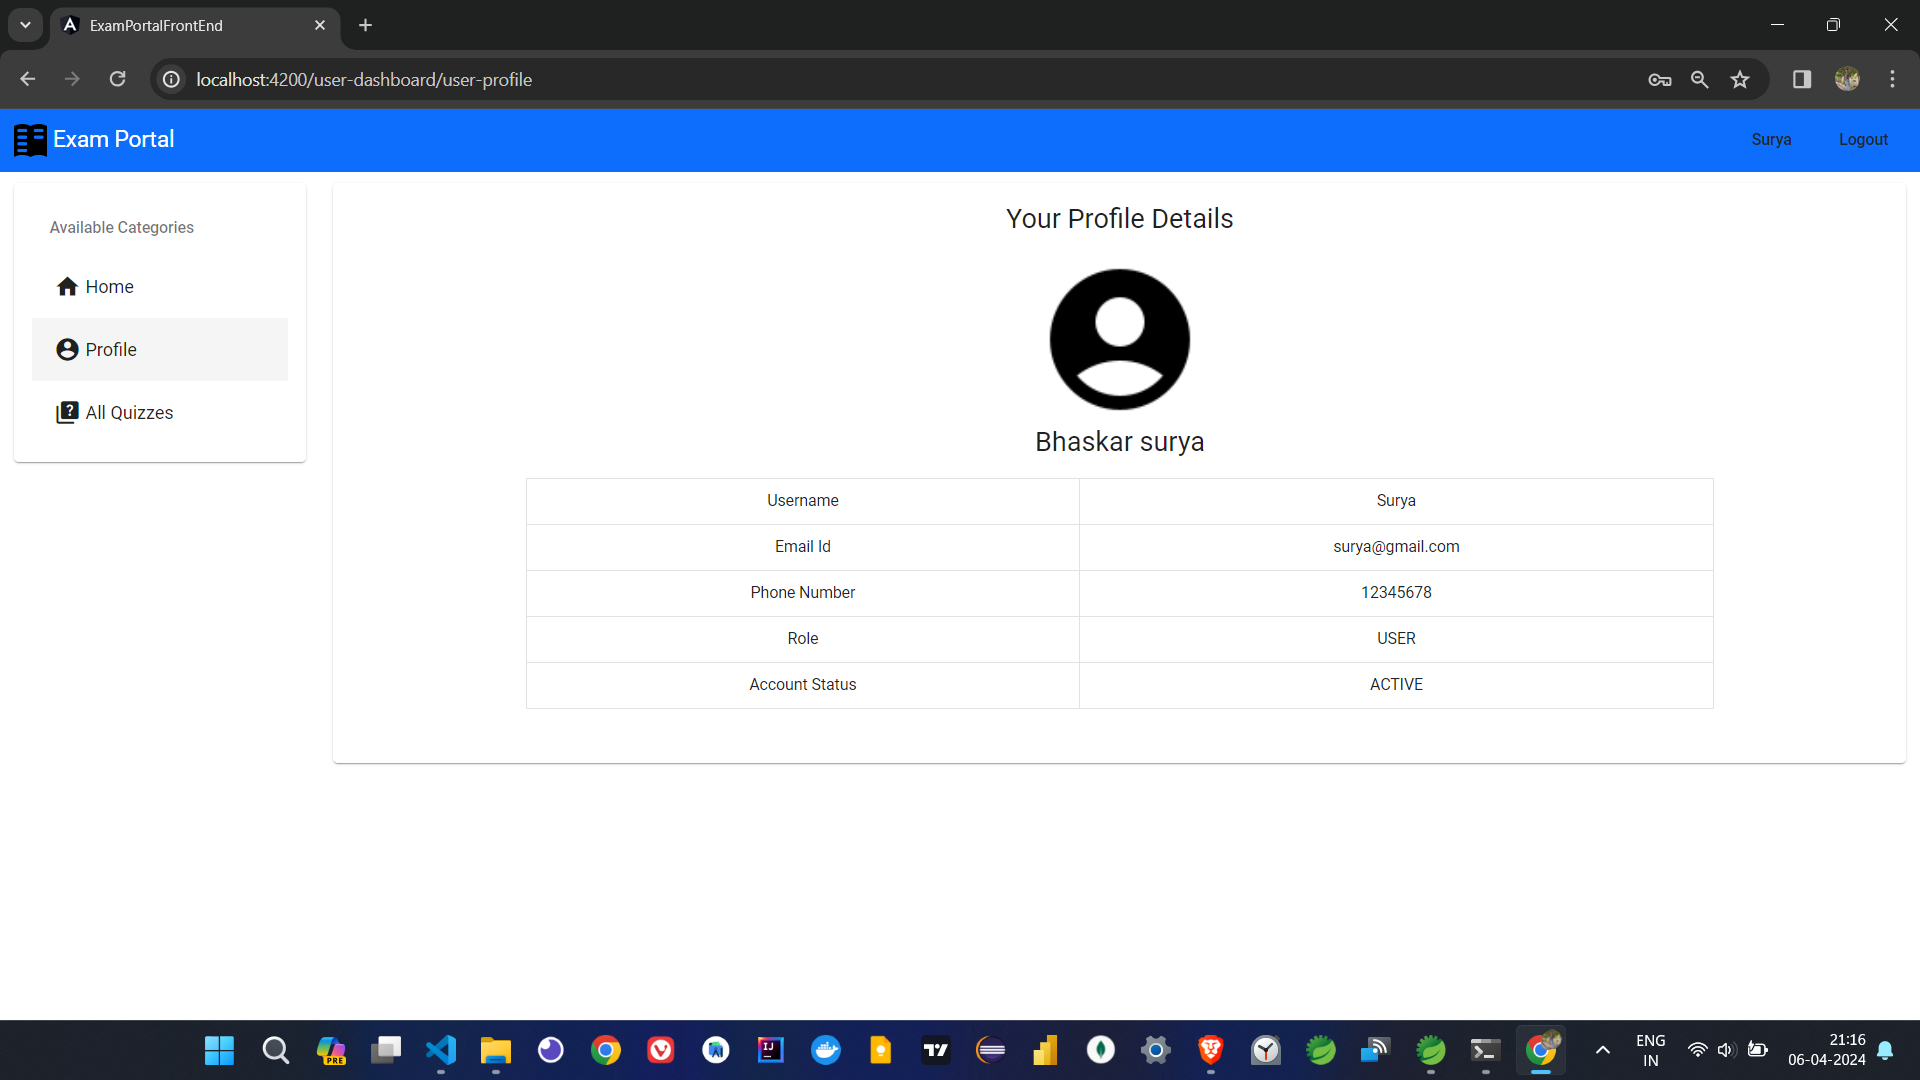 ExamPortalFrontEnd
localhost:4200/user-dashboard/user-profile
Exam Portal
Surya
Logout
Available Categories
Home
Profile
All Quizzes
Your Profile Details
Bhaskar surya
Username Surya
Email Id surya@gmail.com
Phone Number 12345678
Role USER
Account Status ACTIVE
PRE
IJ
ENG
IN
21:16
06-04-2024